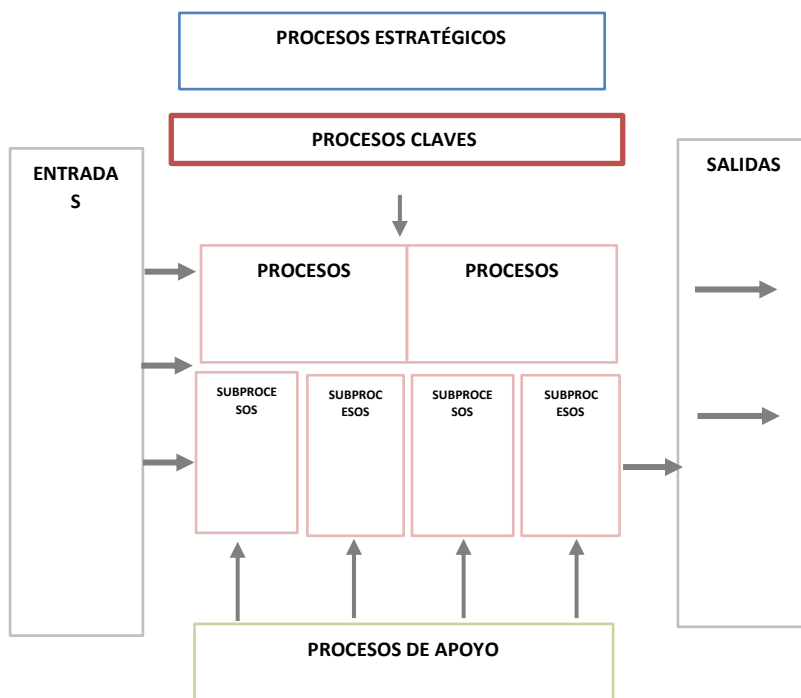 PROCESOS ESTRATÉGICOS
PROCESOS CLAVES
ENTRADA
S
SALIDAS
PROCESOS
PROCESOS
SUBPROCE
SOS
SUBPROC
ESOS
SUBPROCE
SOS
SUBPROC
ESOS
PROCESOS DE APOYO